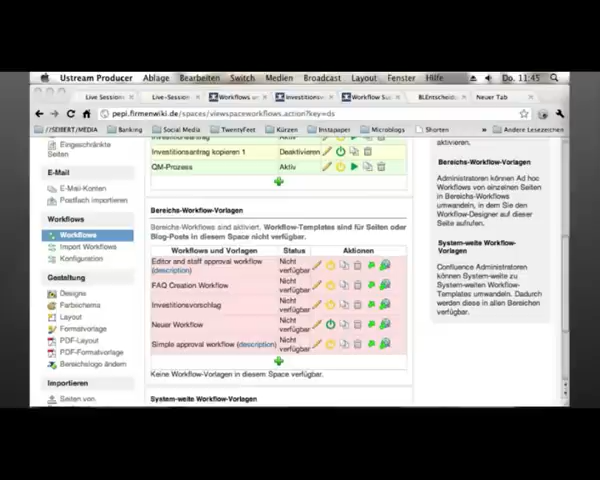 Ustream Producer Ablage Bearbeiten Switch Medien Broadcast Layout Fenster Hilfe Do. 11:45
Live Sessions Live-Session Workflows Investitions Workflow Su BLEntscheid Neuer Tab
pepi.firmenwiki.de/spaces/viewspaceworkflows.action?key=ds
//SEIBERT/MEDIA Banking Social Media TwentyFeet Kürzen Instapaper Microblogs Shorten Andere Lesezeichen
Eingeschränkte
Seiten
E-Mail
E-Mail-Konten
Postfach importieren
Workflows
Workflows
Import Workflows
Konfiguration
Gestaltung
Designs
Farbschema
Layout
Formatvorlage
PDF-Layout
PDF-Formatvorlage
Bereichslogo ändern
Importieren
Seiten von
Investitionsantrag kopieren 1 Deaktivieren
QM-Prozess Aktiv
Bereichs-Workflow-Vorlagen
Bereichs-Workflows sind aktiviert. Workflow-Templates sind für Seiten oder
Blog-Posts in diesem Space nicht verfügbar.
Workflows und Vorlagen Status Aktionen
Editor and staff approval workflow
(description) Nicht verfügbar
FAQ Creation Workflow Nicht verfügbar
Investitionsvorschlag Nicht verfügbar
Neuer Workflow Nicht verfügbar
Simple approval workflow (description) Nicht verfügbar
Keine Workflow-Vorlagen in diesem Space verfügbar.
System-weite Workflow-Vorlagen
aktivieren.
Bereichs-Workflow-Vorlagen
Administratoren können Ad hoc
Workflows von einzelnen Seiten
in Bereichs-Workflows
umwandeln, in dem Sie den
Workflow-Designer auf dieser
Seite aufrufen.
System-weite Workflow-
Vorlagen
Confluence Administratoren
können System-weite zu
System-weiten Workflow-
Templates umwandeln. Dadurch
werden diese in allen Bereichen
verfügbar.